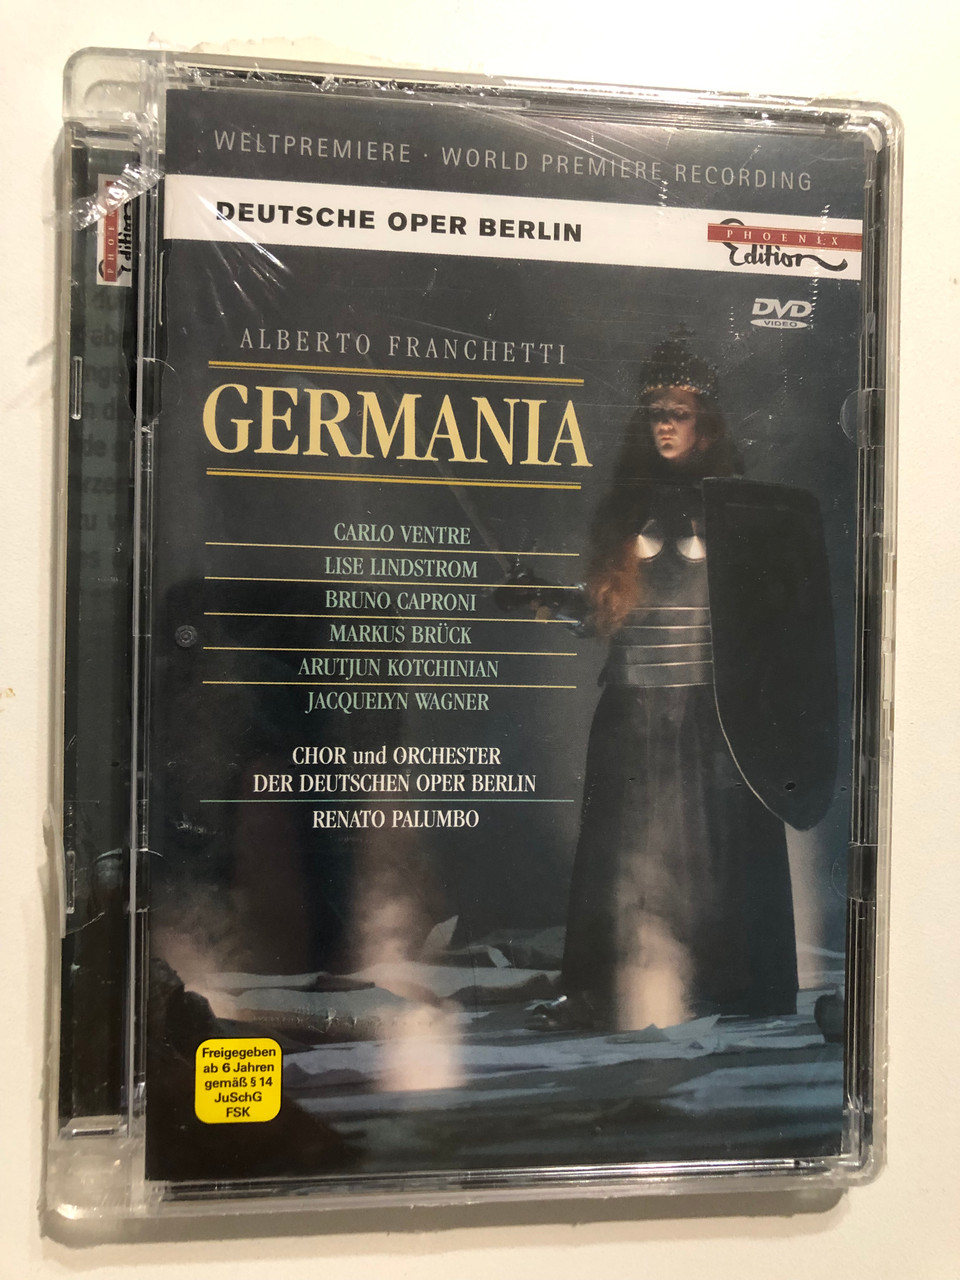 WELTPREMIERE · WORLD PREMIERE RECORDING
DEUTSCHE OPER BERLIN
PHOENIX
Edition
DVD
VIDEO
ALBERTO FRANCHETTI
GERMANIA
CARLO VENTRE
LISE LINDSTROM
BRUNO CAPRONI
MARKUS BRÜCK
ARUTJUN KOTCHINIAN
JACQUELYN WAGNER
CHOR und ORCHESTER
DER DEUTSCHEN OPER BERLIN
RENATO PALUMBO
Freigegeben
ab 6 Jahren
gemäß § 14
JuSchG
FSK
Edition